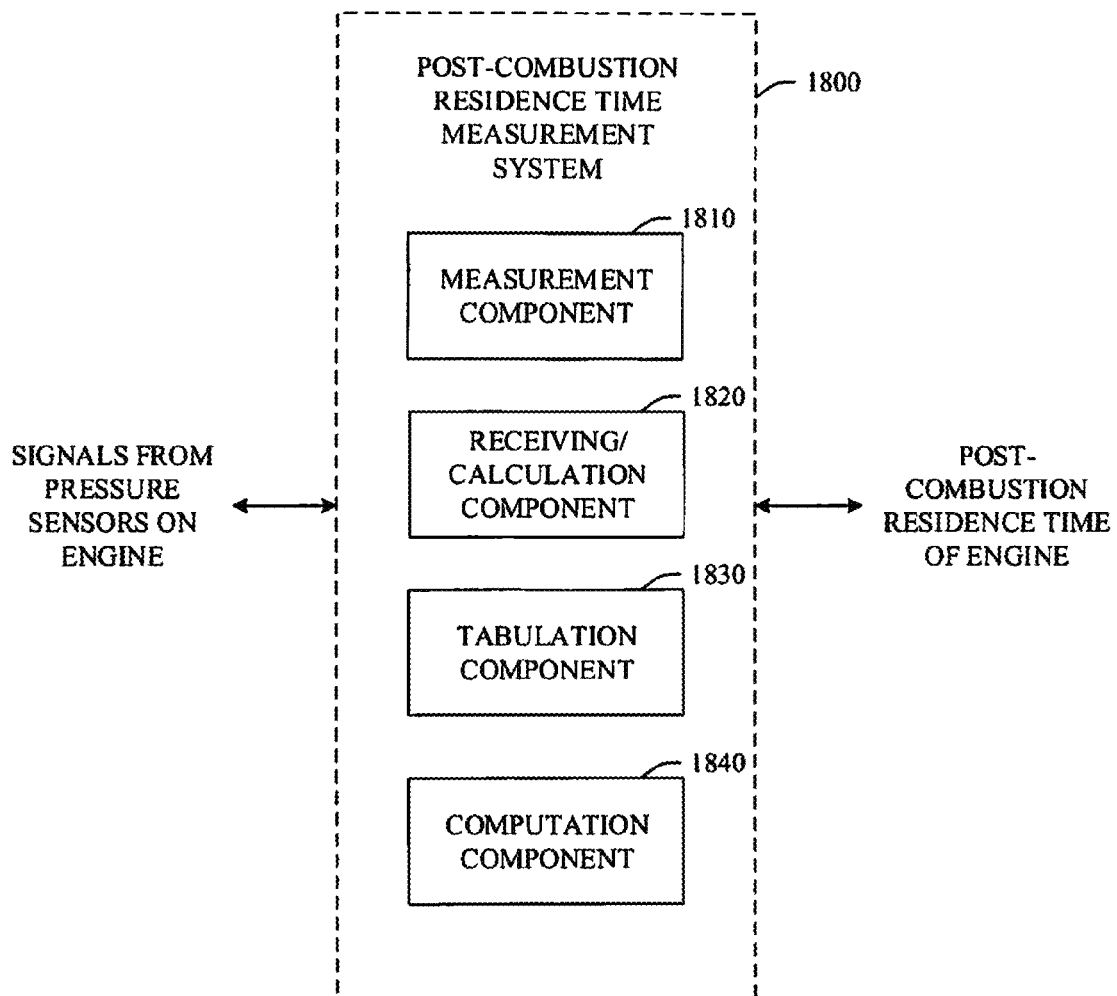 POST-COMBUSTION
RESIDENCE TIME
MEASUREMENT
SYSTEM
1800
1810
MEASUREMENT
COMPONENT
1820
RECEIVING/
CALCULATION
COMPONENT
SIGNALS FROM
PRESSURE
SENSORS ON
ENGINE
POST-
COMBUSTION
RESIDENCE TIME
OF ENGINE
1830
TABULATION
COMPONENT
1840
COMPUTATION
COMPONENT